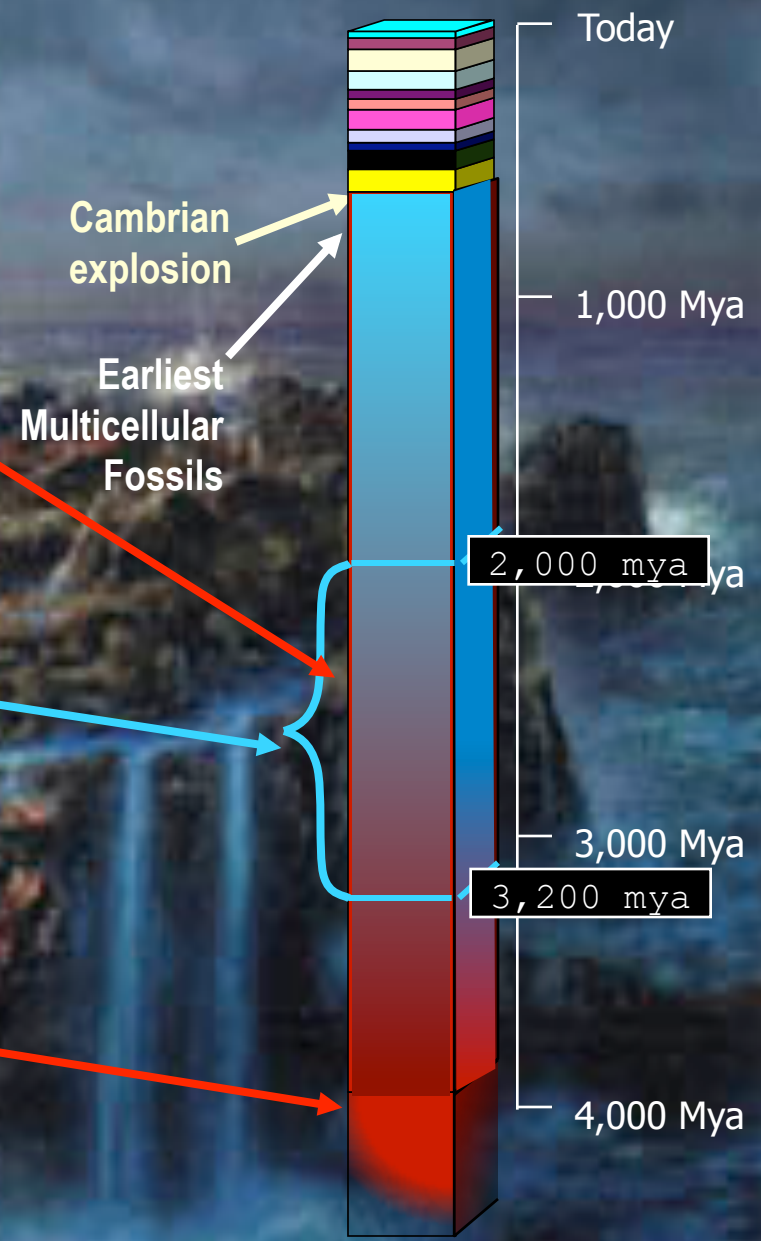 Today
Cambrian
explosion
1,000 Mya
Earliest
Multicellular
Fossils
2,000 mya
3,000 Mya
3,200 mya
4,000 Mya